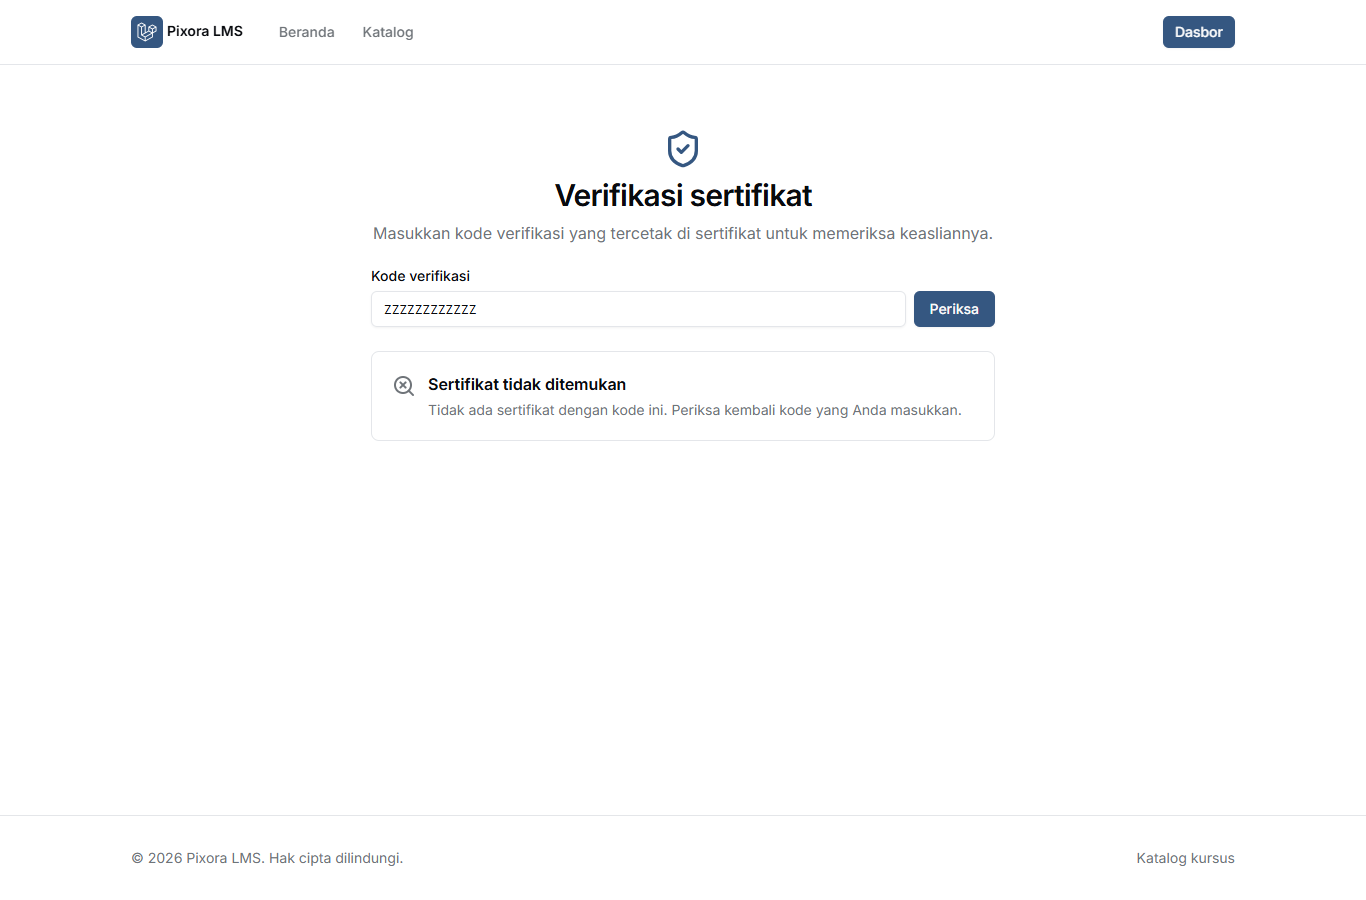 Pixora LMS
Beranda
Katalog
Dasbor
Verifikasi sertifikat
Masukkan kode verifikasi yang tercetak di sertifikat untuk memeriksa keasliannya.
Kode verifikasi
ZZZZZZZZZZZZ
Periksa
Sertifikat tidak ditemukan
Tidak ada sertifikat dengan kode ini. Periksa kembali kode yang Anda masukkan.
© 2026 Pixora LMS. Hak cipta dilindungi.
Katalog kursus